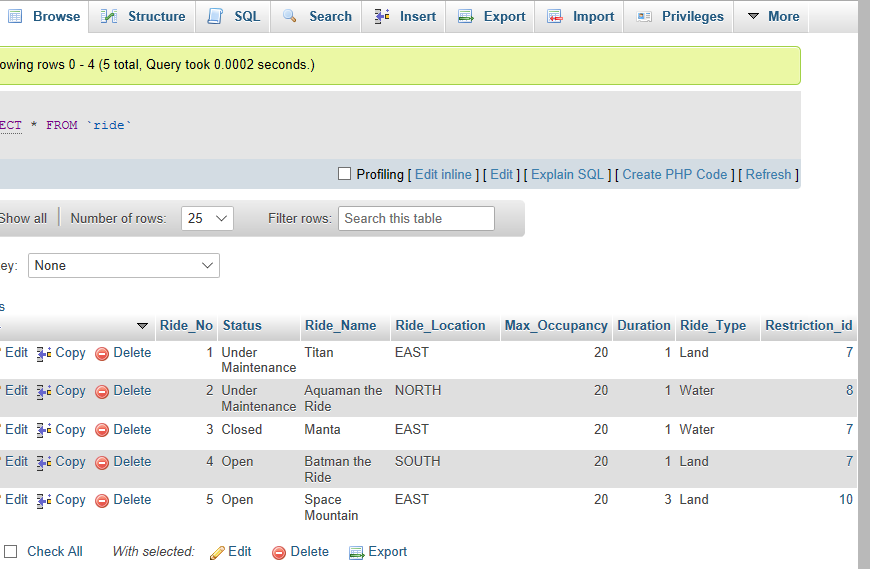 Browse Structure SQL Search Insert Export Import Privileges More
owing rows 0 - 4 (5 total, Query took 0.0002 seconds.)
ECT * FROM `ride`
Profiling [ Edit inline ] [ Edit ] [ Explain SQL ] [ Create PHP Code ] [ Refresh ]
Show all Number of rows: 25 Filter rows: Search this table
ey: None
s
Ride_No Status Ride_Name Ride_Location Max_Occupancy Duration Ride_Type Restriction_id
Edit Copy Delete 1 Under Titan EAST 20 1 Land 7
Maintenance
Edit Copy Delete 2 Under Aquaman the NORTH 20 1 Water 8
Maintenance Ride
Edit Copy Delete 3 Closed Manta EAST 20 1 Water 7
Edit Copy Delete 4 Open Batman the SOUTH 20 1 Land 7
Ride
Edit Copy Delete 5 Open Space EAST 20 3 Land 10
Mountain
Check All With selected: Edit Delete Export